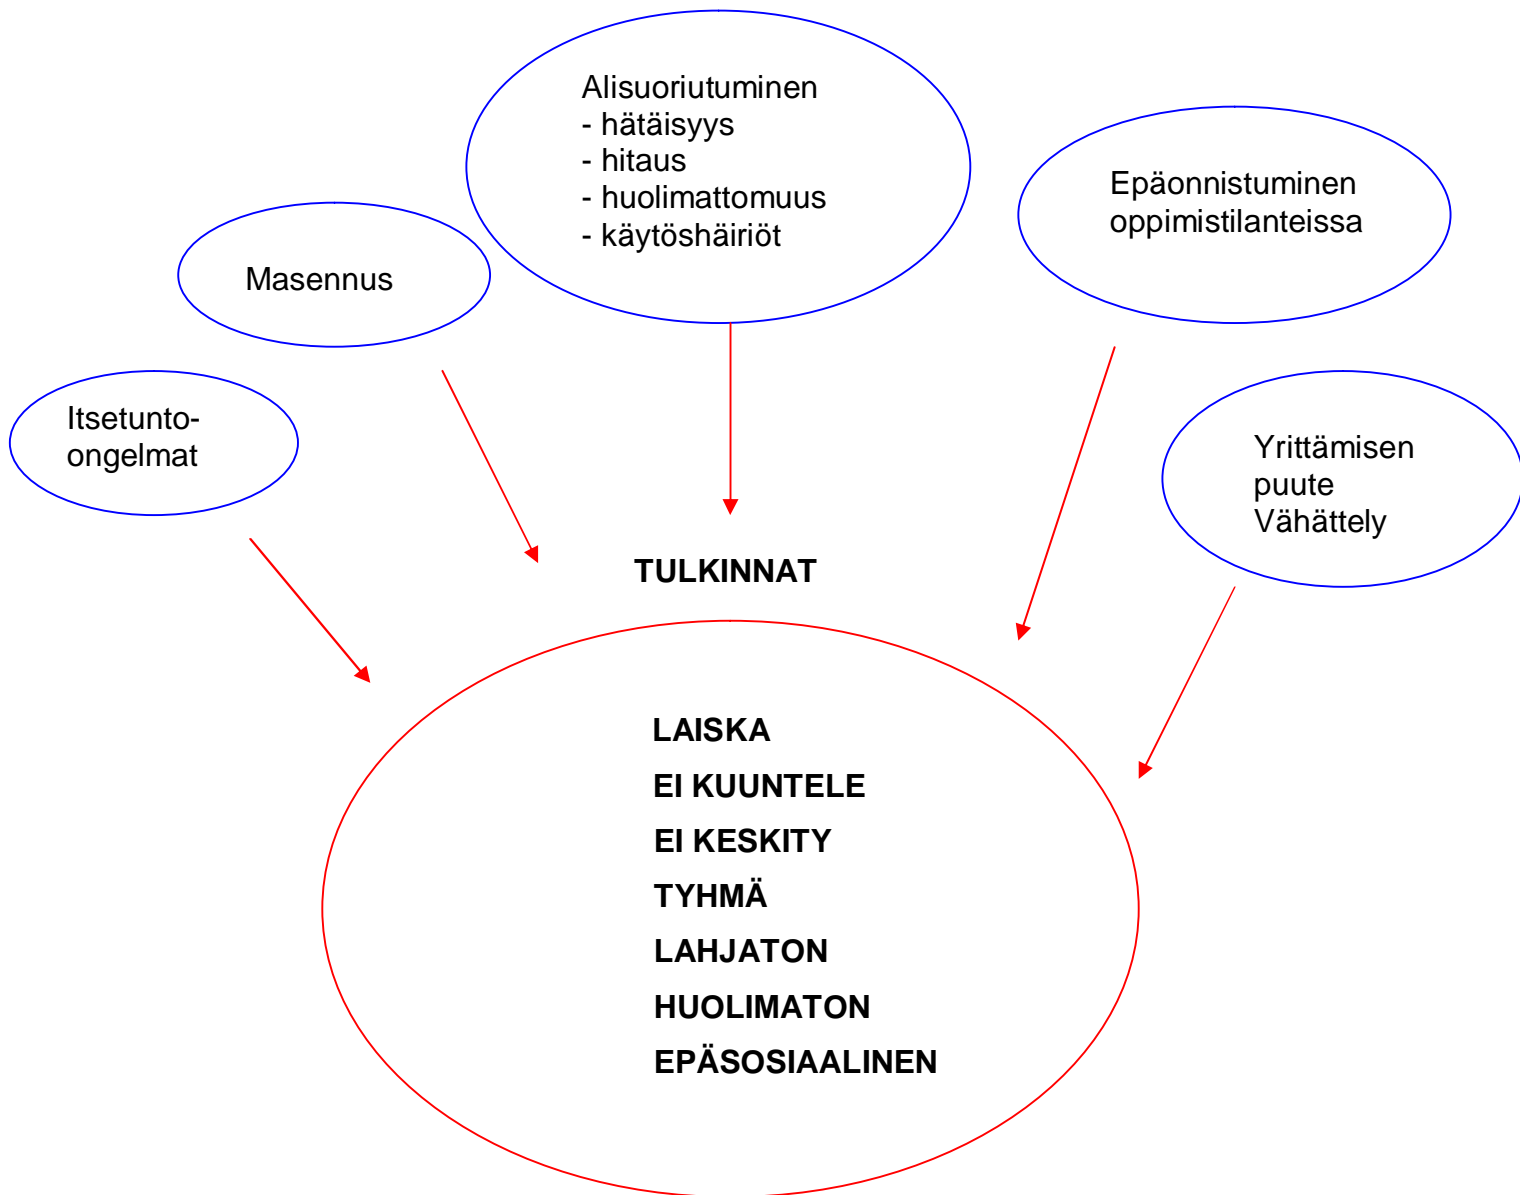 Alisuoriutuminen
- hätäisyys
- hitaus
- huolimattomuus
- käytöshäiriöt
Epäonnistuminen
oppimistilanteissa
Masennus
Itsetunto-
ongelmat
Yrittämisen
puute
Vähättely
TULKINNAT
LAISKA
EI KUUNTELE
EI KESKITY
TYHMÄ
LAHJATON
HUOLIMATON
EPÄSOSIAALINEN